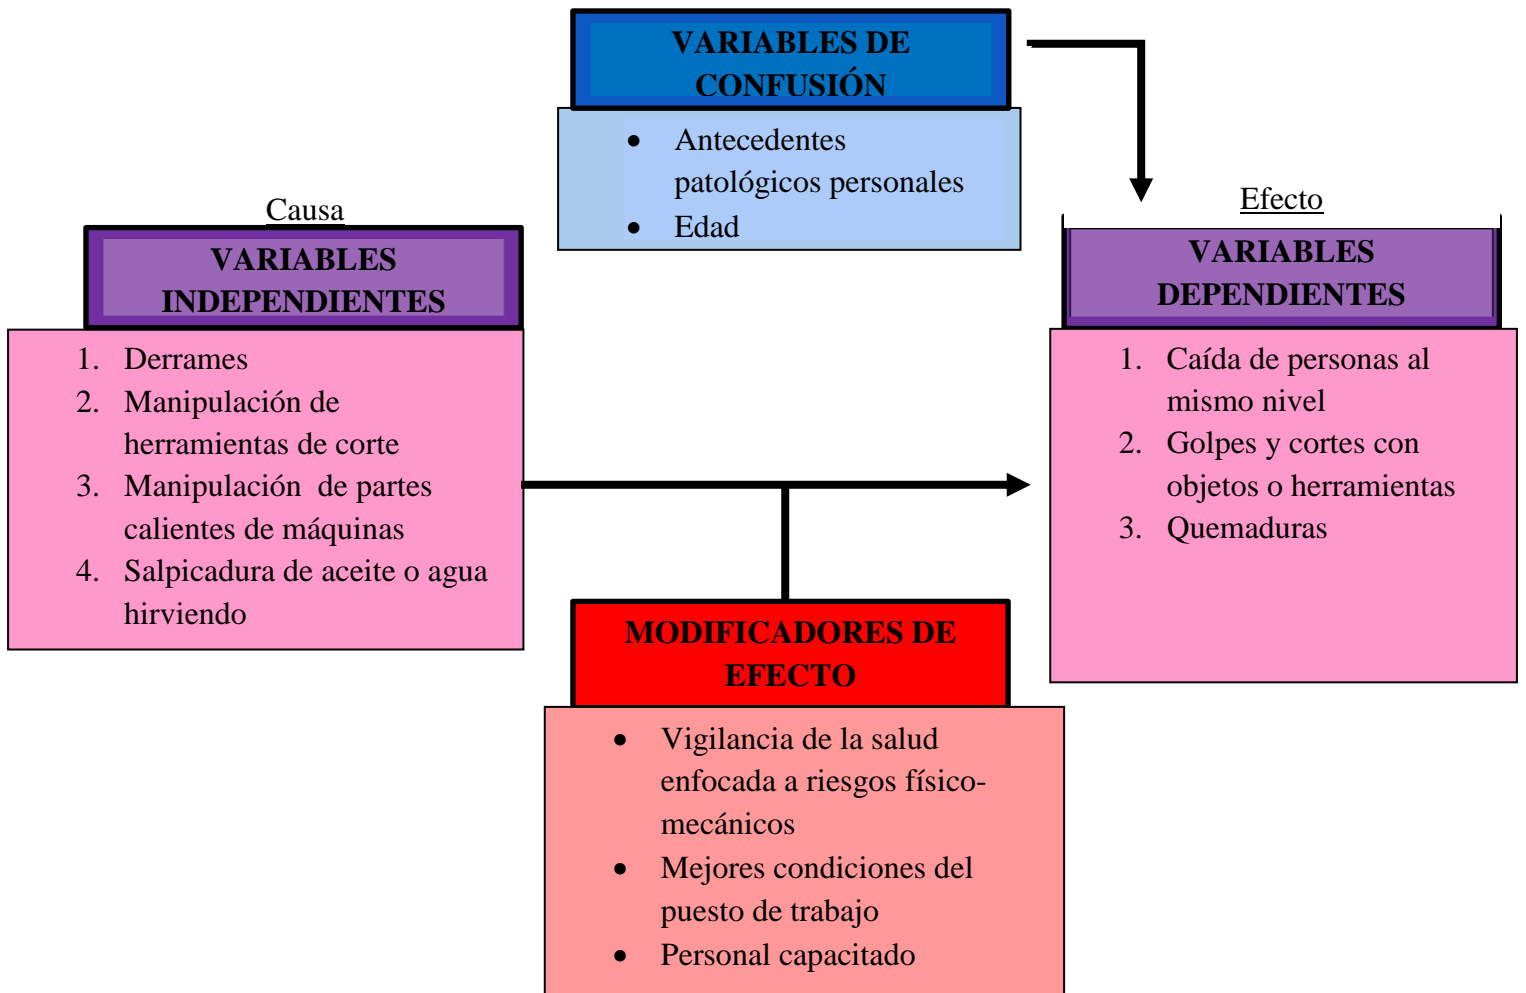 VARIABLES DE
CONFUSIÓN
• Antecedentes
patológicos personales
• Edad
Causa
VARIABLES
INDEPENDIENTES
1. Derrames
2. Manipulación de
herramientas de corte
3. Manipulación de partes
calientes de máquinas
4. Salpicadura de aceite o agua
hirviendo
Efecto
VARIABLES
DEPENDIENTES
1. Caída de personas al
mismo nivel
2. Golpes y cortes con
objetos o herramientas
3. Quemaduras
MODIFICADORES DE
EFECTO
• Vigilancia de la salud
enfocada a riesgos físico-
mecánicos
• Mejores condiciones del
puesto de trabajo
• Personal capacitado